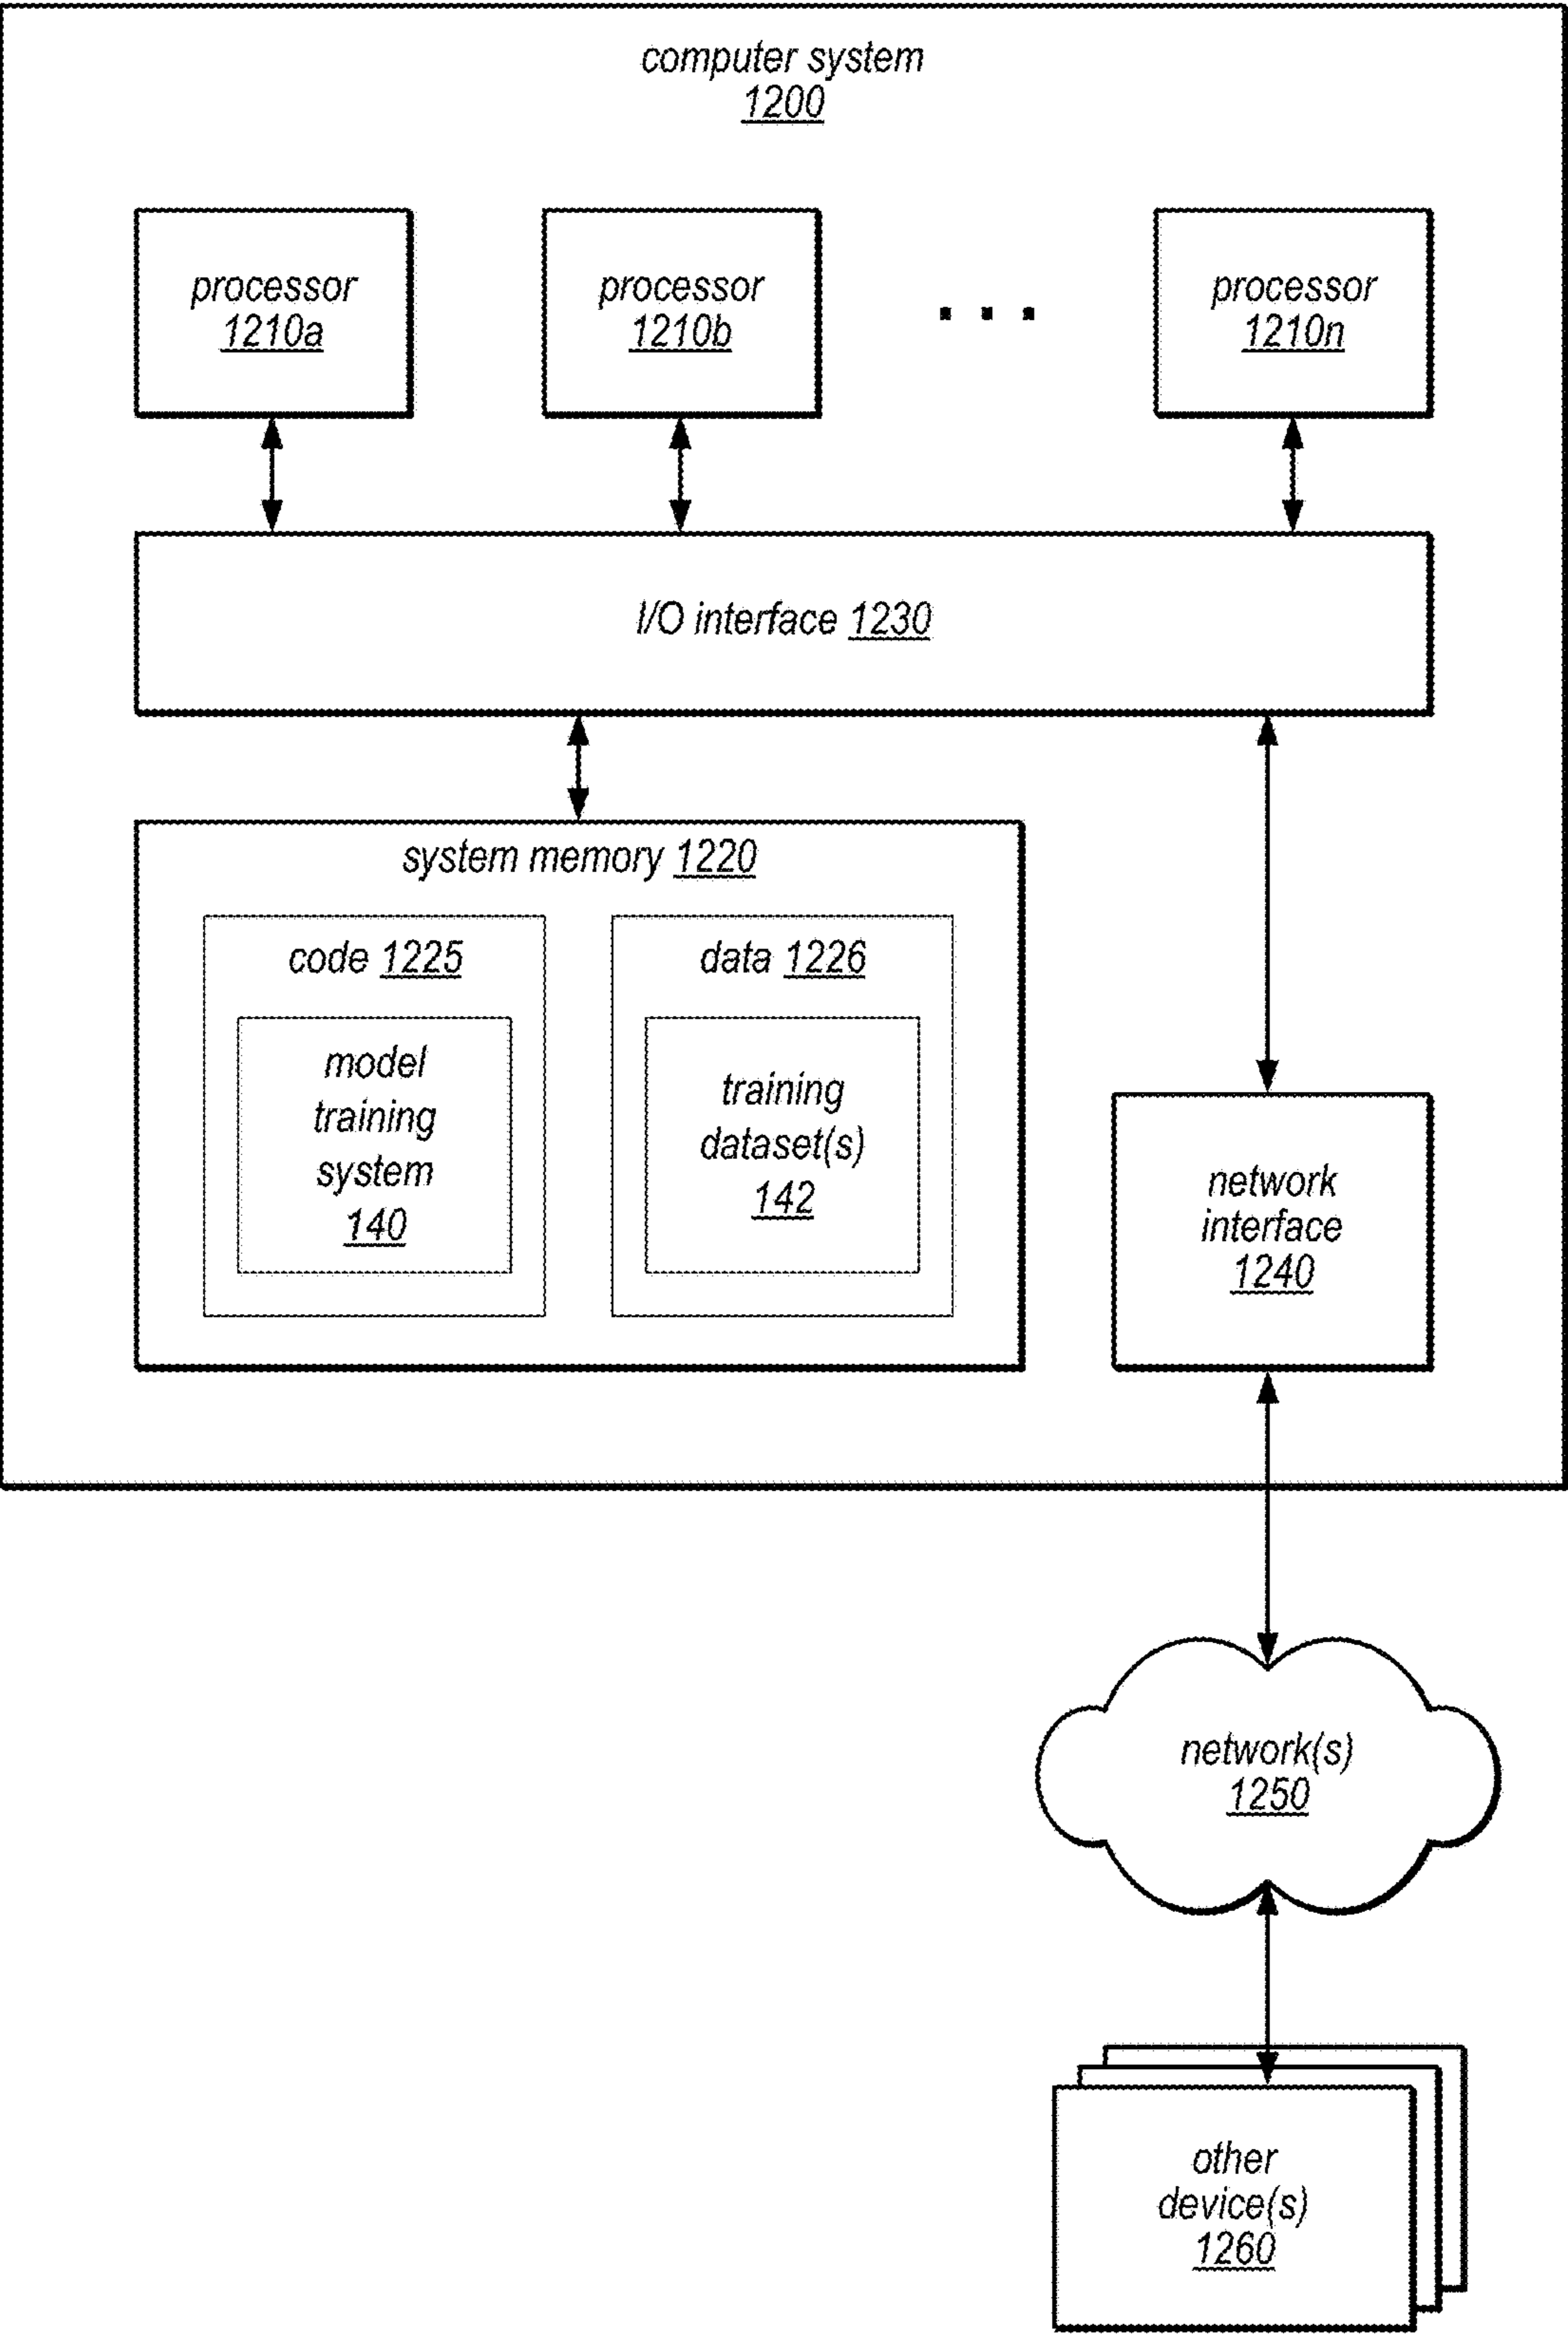 computer system
1200
processor
1210a
processor
1210b
. . .
processor
1210n
I/O interface 1230
system memory 1220
code 1225
model
training
system
140
data 1226
training
dataset(s)
142
network
interface
1240
network(s)
1250
other
device(s)
1260